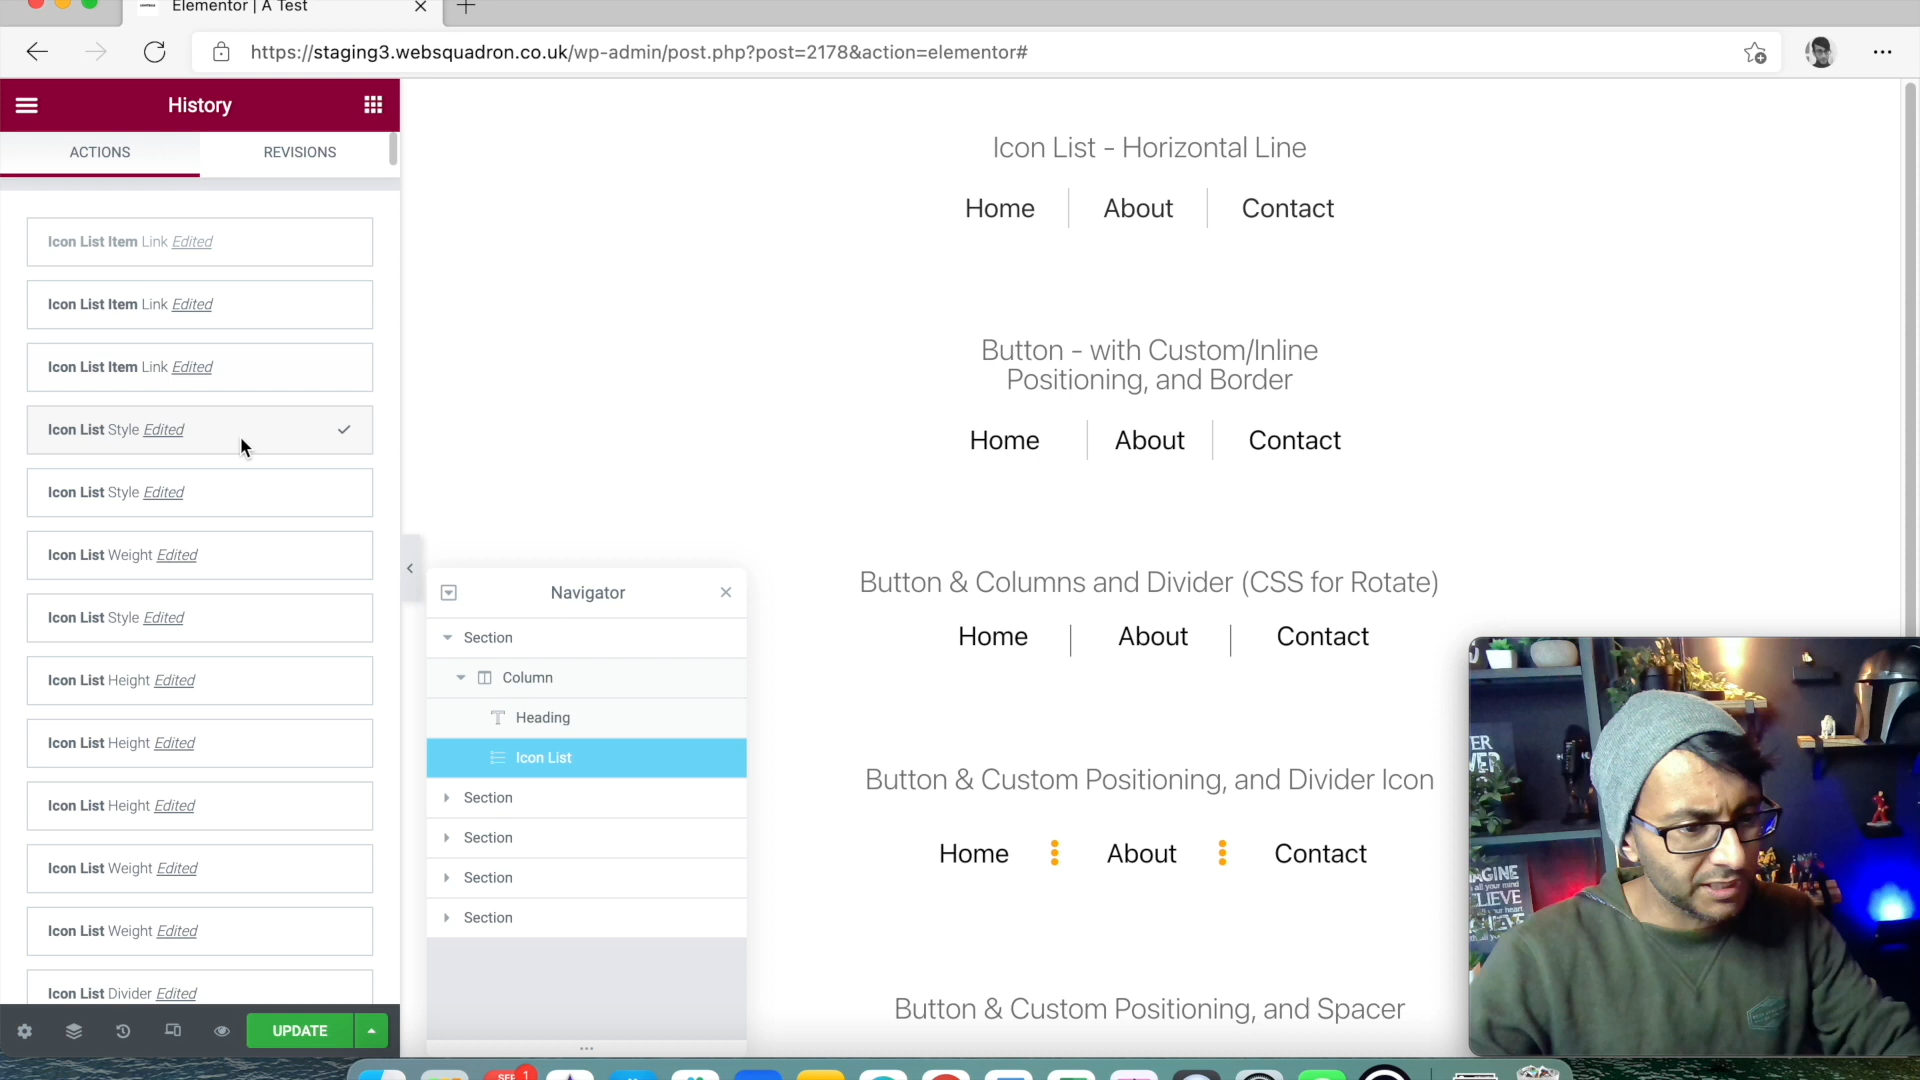 Elementor | A Test
https://staging3.websquadron.co.uk/wp-admin/post.php?post=2178&action=elementor#
History
ACTIONS
REVISIONS
Icon List Item Link Edited
Icon List Item Link Edited
Icon List Item Link Edited
Icon List Style Edited
Icon List Style Edited
Icon List Weight Edited
Icon List Style Edited
Icon List Height Edited
Icon List Height Edited
Icon List Height Edited
Icon List Weight Edited
Icon List Weight Edited
Icon List Divider Edited
UPDATE
Navigator
Section
Column
Heading
Icon List
Section
Section
Section
Section
Icon List - Horizontal Line
Home About Contact
Button - with Custom/Inline
Positioning, and Border
Home About Contact
Button & Columns and Divider (CSS for Rotate)
Home About Contact
Button & Custom Positioning, and Divider Icon
Home About Contact
Button & Custom Positioning, and Spacer
SEP
1